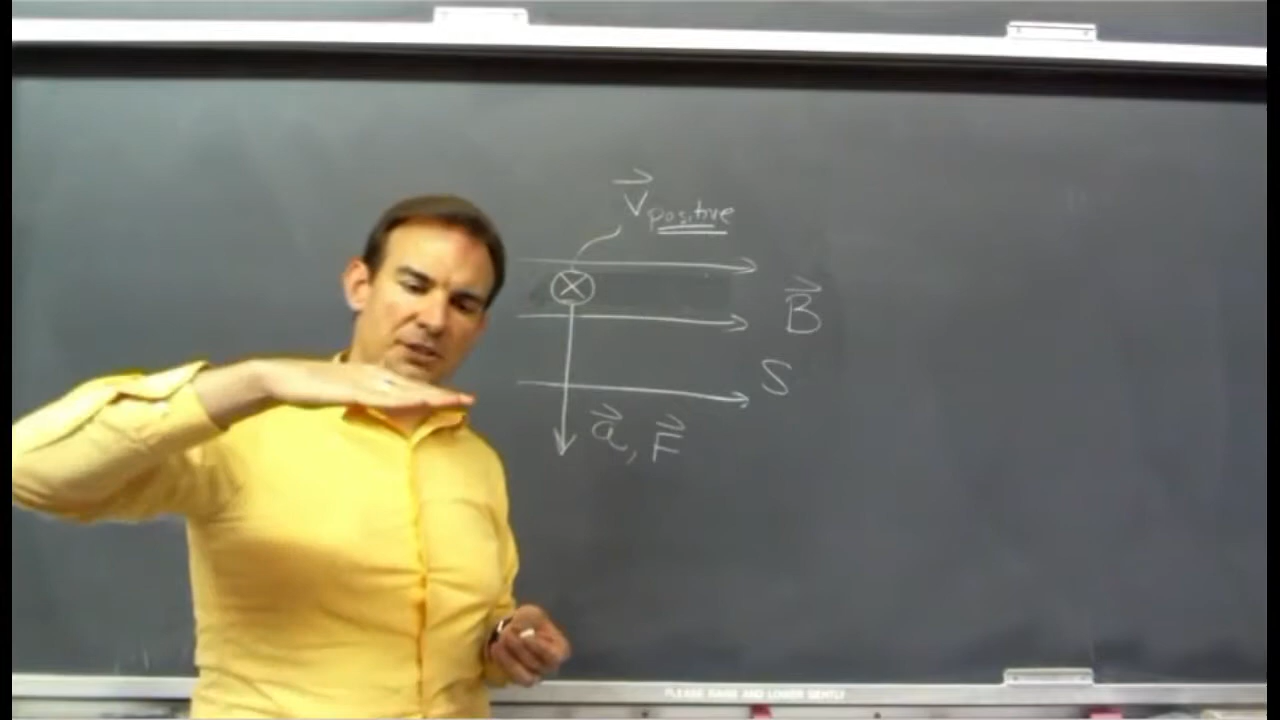 V⃗ positive
B⃗
S
a⃗, F⃗
PLEASE RAISE AND LOWER GENTLY